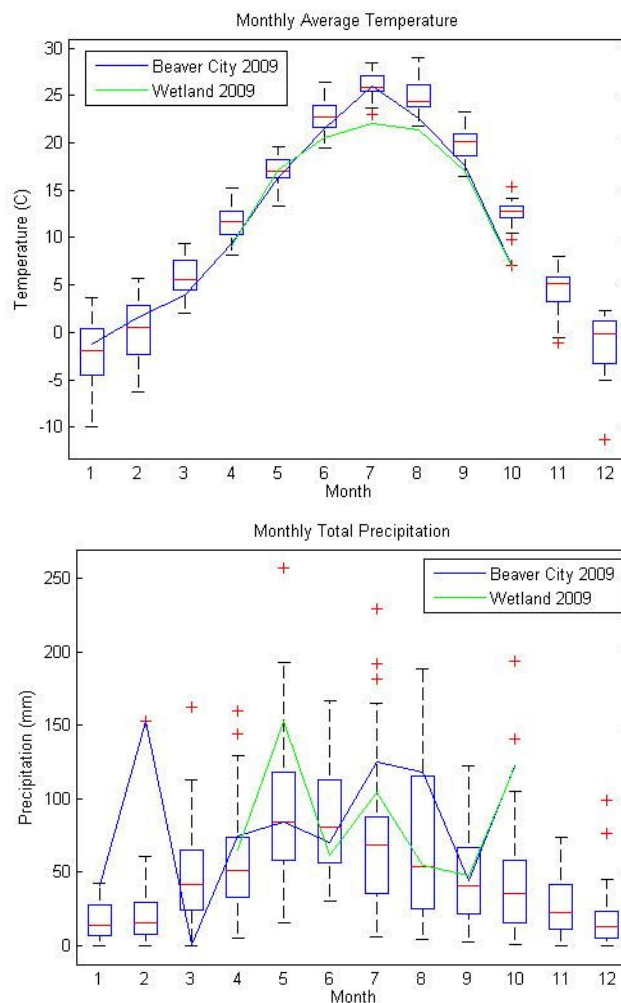 Monthly Average Temperature
30
25
20
15
10
5
0
-5
-10
Temperature (C)
Beaver City 2009
Wetland 2009
1 2 3 4 5 6 7 8 9 10 11 12
Month
Monthly Total Precipitation
250
200
150
100
50
0
Precipitation (mm)
Beaver City 2009
Wetland 2009
1 2 3 4 5 6 7 8 9 10 11 12
Month